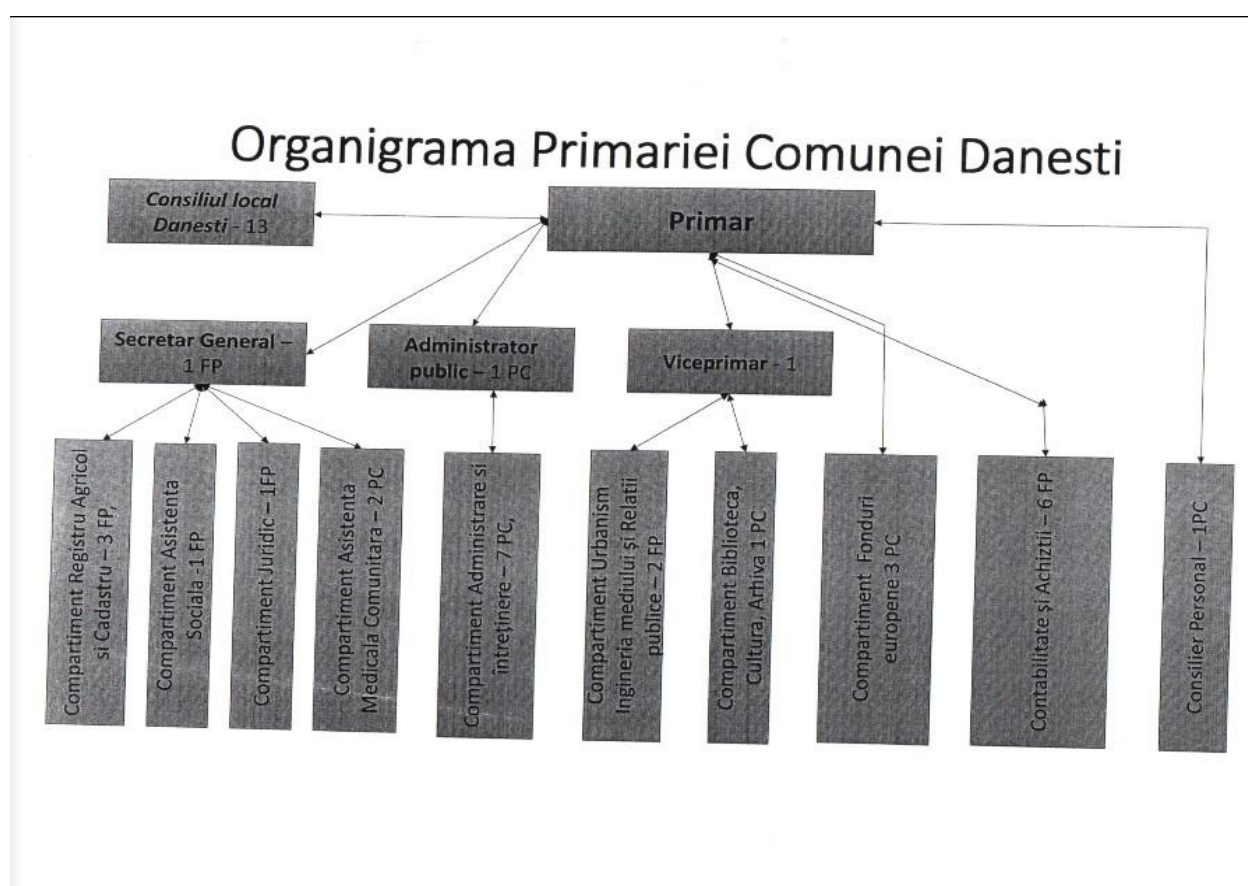 Organigrama Primariei Comunei Danesti
Consiliul local
Danesti - 13
Primar
Secretar General –
1 FP
Administrator
public – 1 PC
Viceprimar - 1
Compartiment Registru Agricol
si Cadastru – 3 FP,
Compartiment Asistenta
Sociala -1 FP
Compartiment Juridic – 1FP
Compartiment Asistenta
Medicala Comunitara – 2 PC
Compartiment Administrare si
întreținere – 7 PC,
Compartiment Urbanism
Ingineria mediului și Relatii
publice – 2 FP
Compartiment Biblioteca,
Cultura, Arhiva 1 PC
Compartiment Fonduri
europene 3 PC
Contabilitate și Achiztii – 6 FP
Consilier Personal – 1PC